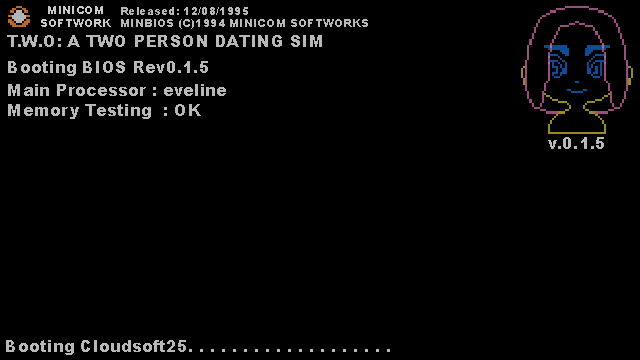 MINICOM Released: 12/08/1995
SOFTWORK MINBIOS (C)1994 MINICOM SOFTWORKS
T.W.O: A TWO PERSON DATING SIM
Booting BIOS Rev0.1.5
Main Processor : eveline
Memory Testing : OK
v.0.1.5
Booting Cloudsoft25. . . . . . . . . . . . . . . . . . .